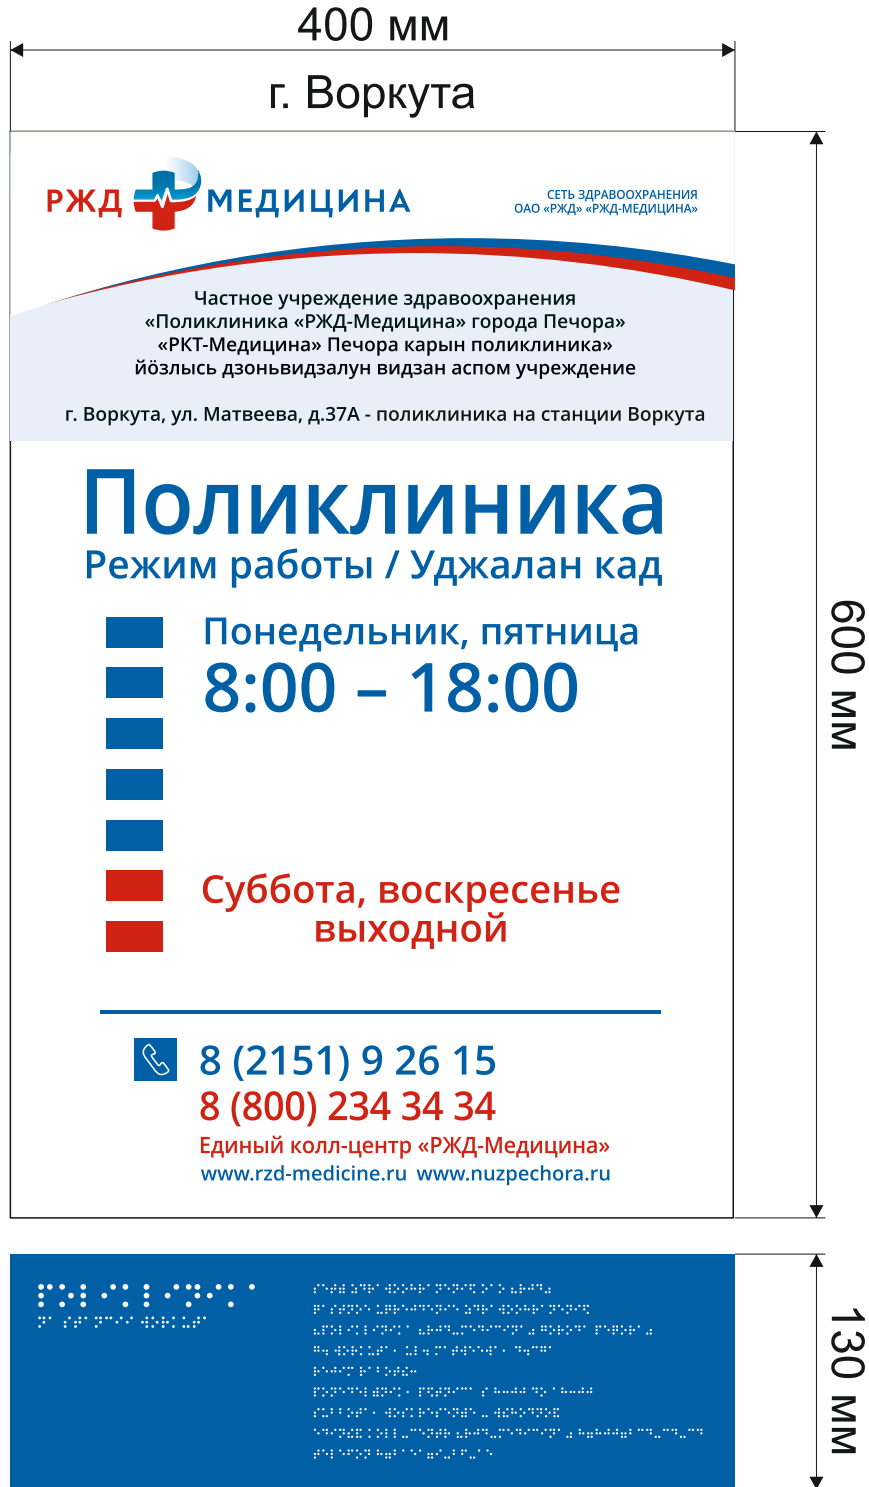 400 мм
г. Воркута
РЖД МЕДИЦИНА
СЕТЬ ЗДРАВООХРАНЕНИЯ
ОАО «РЖД» «РЖД-МЕДИЦИНА»
Частное учреждение здравоохранения
«Поликлиника «РЖД-Медицина» города Печора»
«РКТ-Медицина» Печора карын поликлиника»
йӧзлысь дзоньвидзалун видзан аспом учреждение
г. Воркута, ул. Матвеева, д.37А - поликлиника на станции Воркута
Поликлиника
Режим работы / Уджалан кад
Понедельник, пятница
8:00 – 18:00
Суббота, воскресенье
выходной
8 (2151) 9 26 15
8 (800) 234 34 34
Единый колл-центр «РЖД-Медицина»
www.rzd-medicine.ru www.nuzpechora.ru
600 мм
130 мм